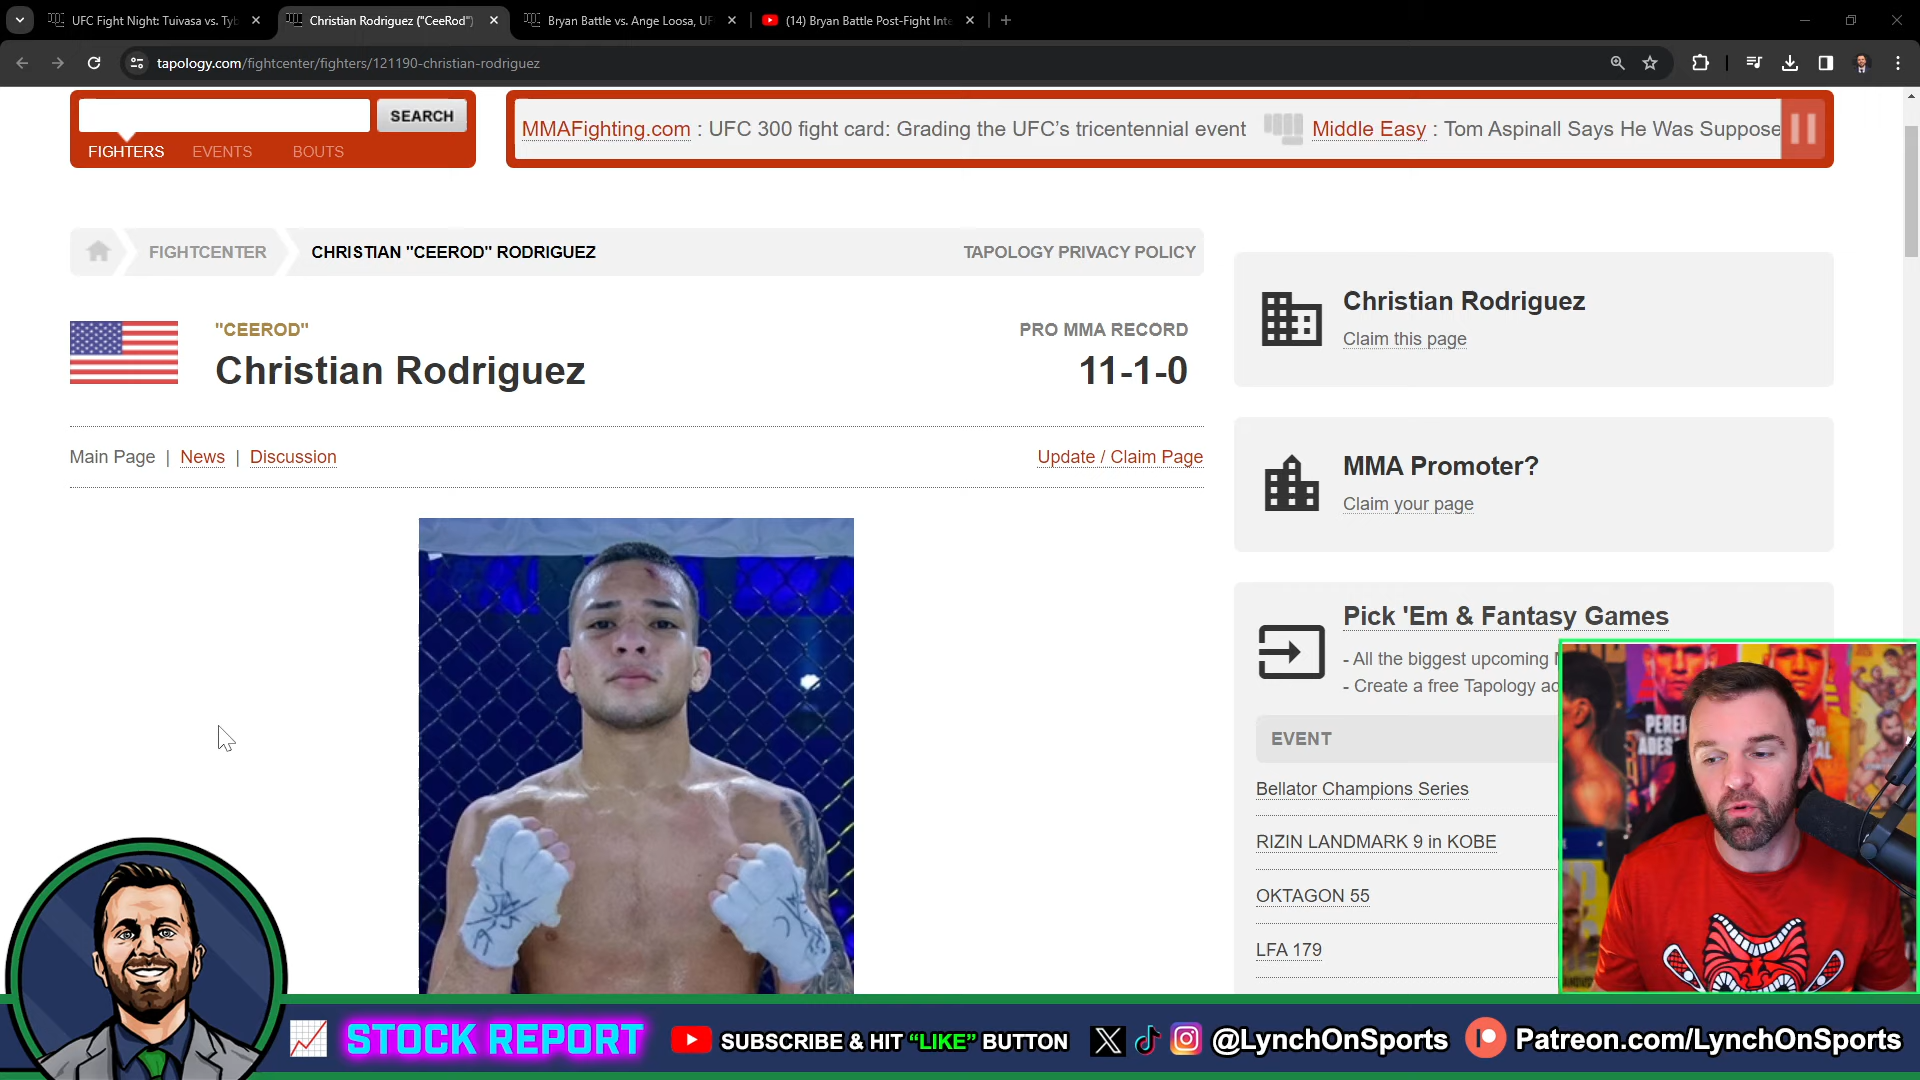 UFC Fight Night: Tuivasa vs. Tyb
Christian Rodriguez ("CeeRod")
Bryan Battle vs. Ange Loosa, UF
(14) Bryan Battle Post-Fight Inte
tapology.com/fightcenter/fighters/121190-christian-rodriguez
SEARCH
FIGHTERS EVENTS BOUTS
MMAFighting.com : UFC 300 fight card: Grading the UFC's tricentennial event
Middle Easy : Tom Aspinall Says He Was Suppose
FIGHTCENTER
CHRISTIAN "CEEROD" RODRIGUEZ
TAPOLOGY PRIVACY POLICY
"CEEROD"
Christian Rodriguez
PRO MMA RECORD
11-1-0
Main Page | News | Discussion
Update / Claim Page
Christian Rodriguez
Claim this page
MMA Promoter?
Claim your page
Pick 'Em & Fantasy Games
- All the biggest upcoming
- Create a free Tapology
EVENT
Bellator Champions Series
RIZIN LANDMARK 9 in KOBE
OKTAGON 55
LFA 179
STOCK REPORT
SUBSCRIBE & HIT "LIKE" BUTTON
@LynchOnSports
Patreon.com/LynchOnSports